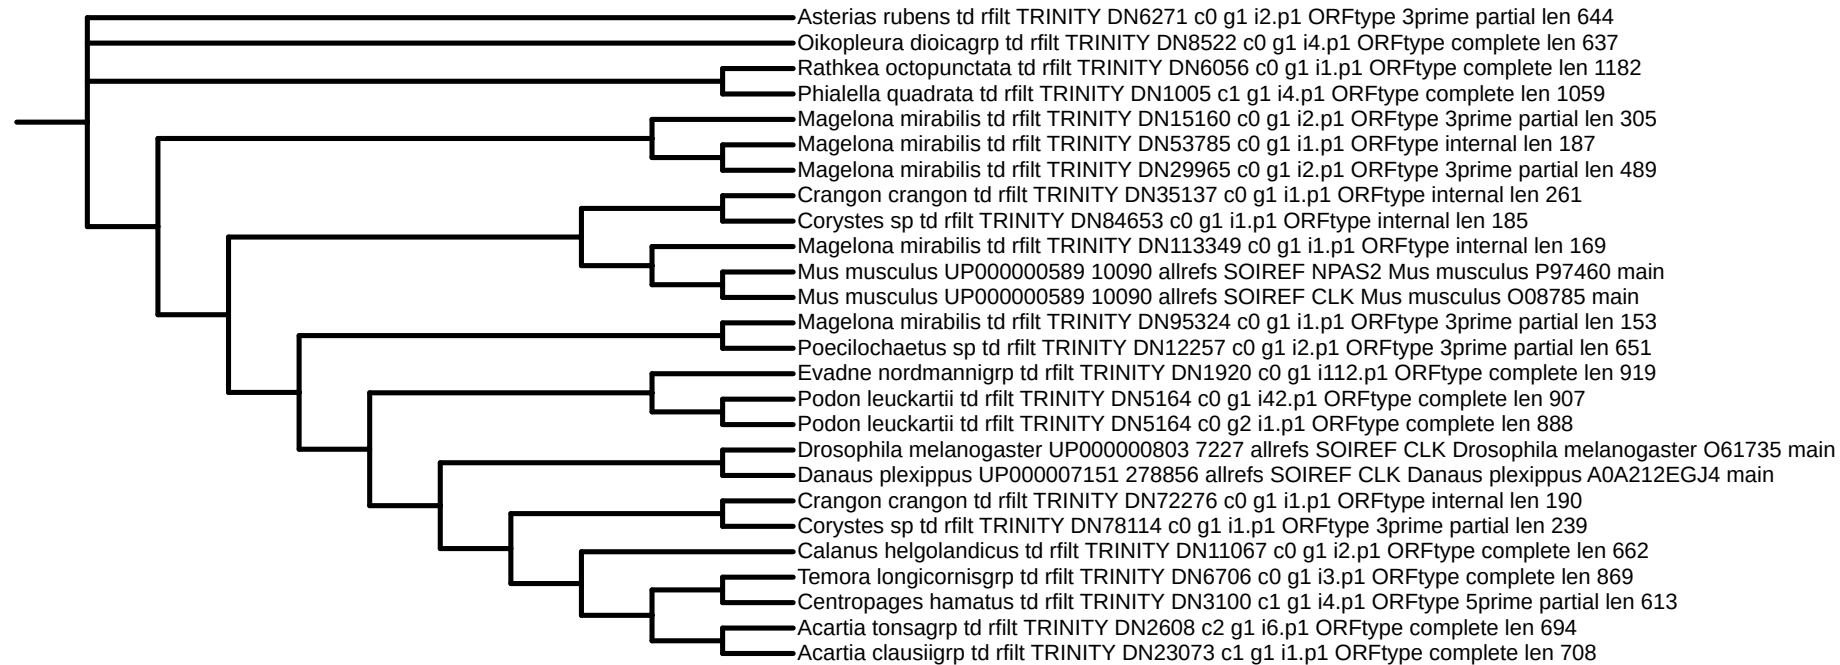 Asterias rubens td rfilt TRINITY DN6271 c0 g1 i2.p1 ORFtype 3prime partial len 644
Oikopleura dioicagrp td rfilt TRINITY DN8522 c0 g1 i4.p1 ORFtype complete len 637
Rathkea octopunctata td rfilt TRINITY DN6056 c0 g1 i1.p1 ORFtype complete len 1182
Phialella quadrata td rfilt TRINITY DN1005 c1 g1 i4.p1 ORFtype complete len 1059
Magelona mirabilis td rfilt TRINITY DN15160 c0 g1 i2.p1 ORFtype 3prime partial len 305
Magelona mirabilis td rfilt TRINITY DN53785 c0 g1 i1.p1 ORFtype internal len 187
Magelona mirabilis td rfilt TRINITY DN29965 c0 g1 i2.p1 ORFtype 3prime partial len 489
Crangon crangon td rfilt TRINITY DN35137 c0 g1 i1.p1 ORFtype internal len 261
Corystes sp td rfilt TRINITY DN84653 c0 g1 i1.p1 ORFtype internal len 185
Magelona mirabilis td rfilt TRINITY DN113349 c0 g1 i1.p1 ORFtype internal len 169
Mus musculus UP000000589 10090 allrefs SOIREF NPAS2 Mus musculus P97460 main
Mus musculus UP000000589 10090 allrefs SOIREF CLK Mus musculus O08785 main
Magelona mirabilis td rfilt TRINITY DN95324 c0 g1 i1.p1 ORFtype 3prime partial len 153
Poecilochaetus sp td rfilt TRINITY DN12257 c0 g1 i2.p1 ORFtype 3prime partial len 651
Evadne nordmannigrp td rfilt TRINITY DN1920 c0 g1 i112.p1 ORFtype complete len 919
Podon leuckartii td rfilt TRINITY DN5164 c0 g1 i42.p1 ORFtype complete len 907
Podon leuckartii td rfilt TRINITY DN5164 c0 g2 i1.p1 ORFtype complete len 888
Drosophila melanogaster UP000000803 7227 allrefs SOIREF CLK Drosophila melanogaster O61735 main
Danaus plexippus UP000007151 278856 allrefs SOIREF CLK Danaus plexippus A0A212EGJ4 main
Crangon crangon td rfilt TRINITY DN72276 c0 g1 i1.p1 ORFtype internal len 190
Corystes sp td rfilt TRINITY DN78114 c0 g1 i1.p1 ORFtype 3prime partial len 239
Calanus helgolandicus td rfilt TRINITY DN11067 c0 g1 i2.p1 ORFtype complete len 662
Temora longicornisgrp td rfilt TRINITY DN6706 c0 g1 i3.p1 ORFtype complete len 869
Centropages hamatus td rfilt TRINITY DN3100 c1 g1 i4.p1 ORFtype 5prime partial len 613
Acartia tonsagrp td rfilt TRINITY DN2608 c2 g1 i6.p1 ORFtype complete len 694
Acartia clausiigrp td rfilt TRINITY DN23073 c1 g1 i1.p1 ORFtype complete len 708